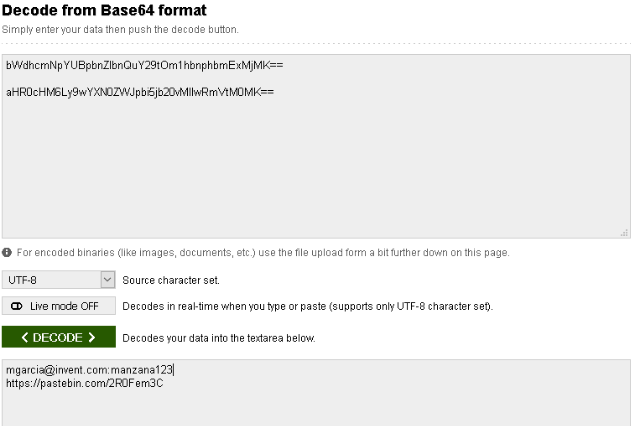 Decode from Base64 format
Simply enter your data then push the decode button.
bWdhcmNpYUBpbnZlbnQuY29tOm1hbnphbmExMjMK==
aHR0cHM6Ly9wYXN0ZWJpbi5jb20vMlIwRmVtM0MK==
For encoded binaries (like images, documents, etc.) use the file upload form a bit further down on this page.
UTF-8 Source character set.
Live mode OFF Decodes in real-time when you type or paste (supports only UTF-8 character set).
< DECODE > Decodes your data into the textarea below.
mgarcia@invent.com:manzana123
https://pastebin.com/2R0Fem3C